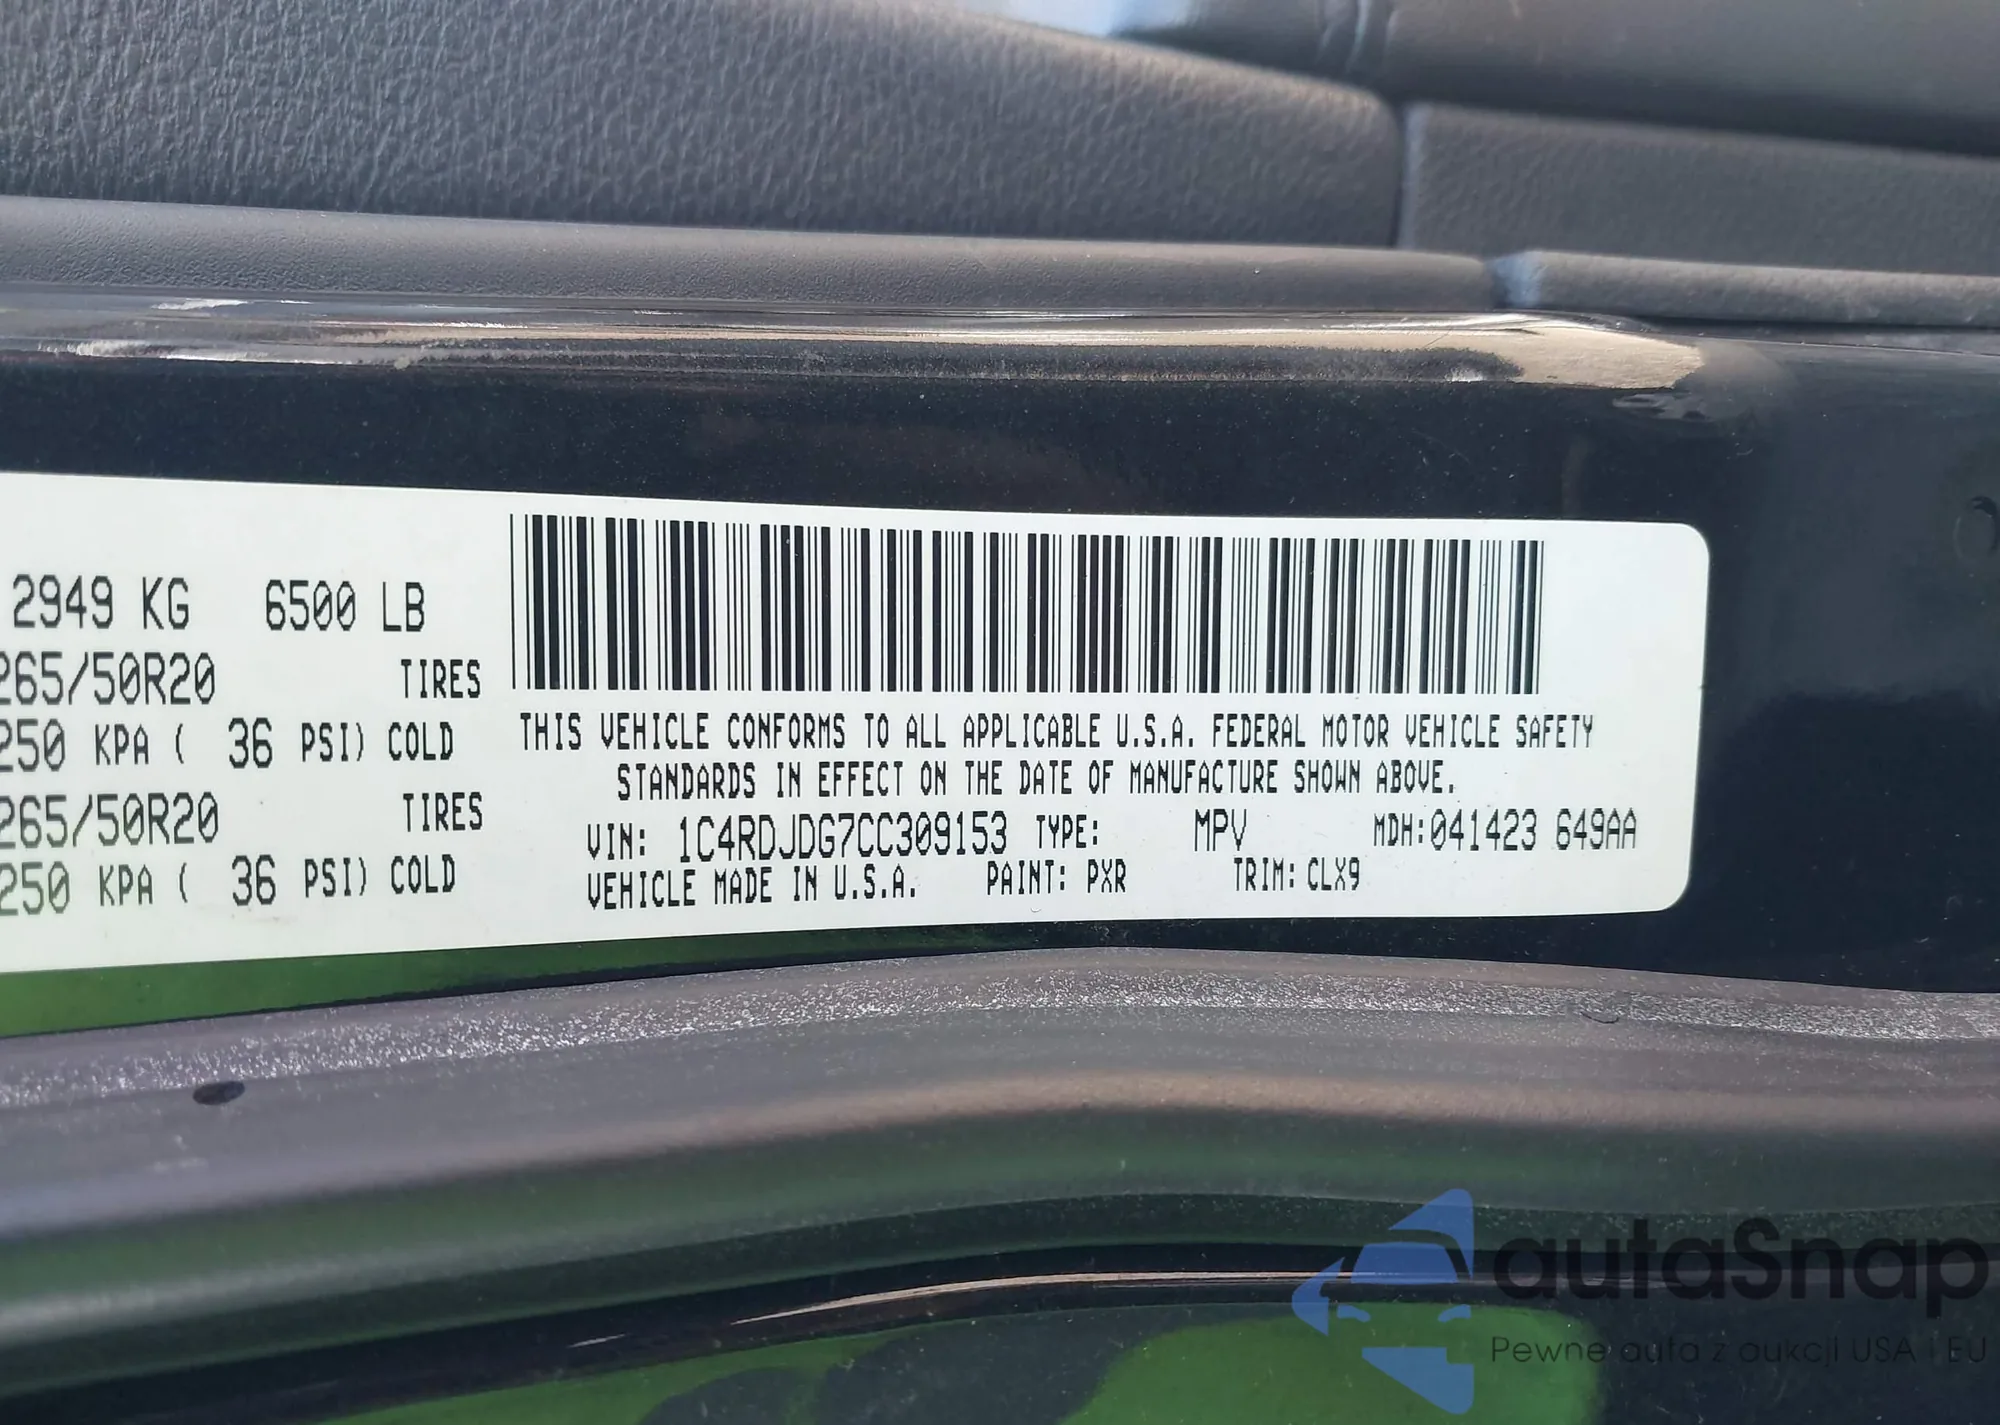 2949 KG 6500 LB
265/50R20 TIRES
250 KPA ( 36 PSI) COLD
265/50R20 TIRES
250 KPA ( 36 PSI) COLD
THIS VEHICLE CONFORMS TO ALL APPLICABLE U.S.A. FEDERAL MOTOR VEHICLE SAFETY
STANDARDS IN EFFECT ON THE DATE OF MANUFACTURE SHOWN ABOVE.
VIN: 1C4RDJDG7CC309153 TYPE: MPV MDH:041423 649AA
VEHICLE MADE IN U.S.A. PAINT: PXR TRIM: CLX9
autaSnap
Pewne auta z aukcji USA i EU